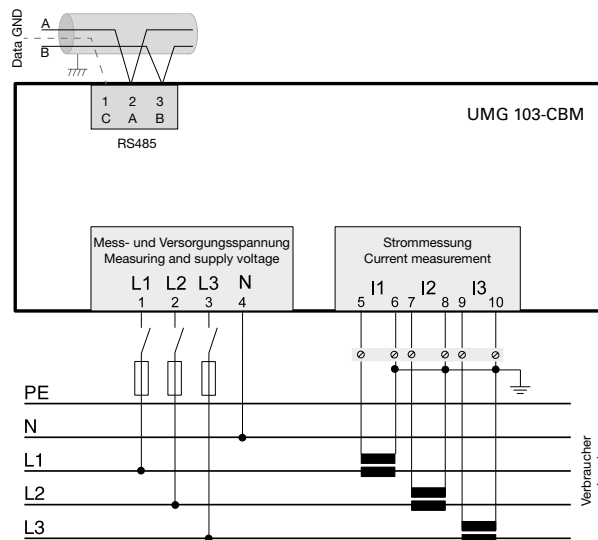 A
B
Data GND
1 2 3
C A B
RS485
UMG 103-CBM
Mess- und Versorgungsspannung
Measuring and supply voltage
L1 L2 L3 N
1 2 3 4
Strommessung
Current measurement
I1 I2 I3
5 6 7 8 9 10
PE
N
L1
L2
L3
Verbraucher